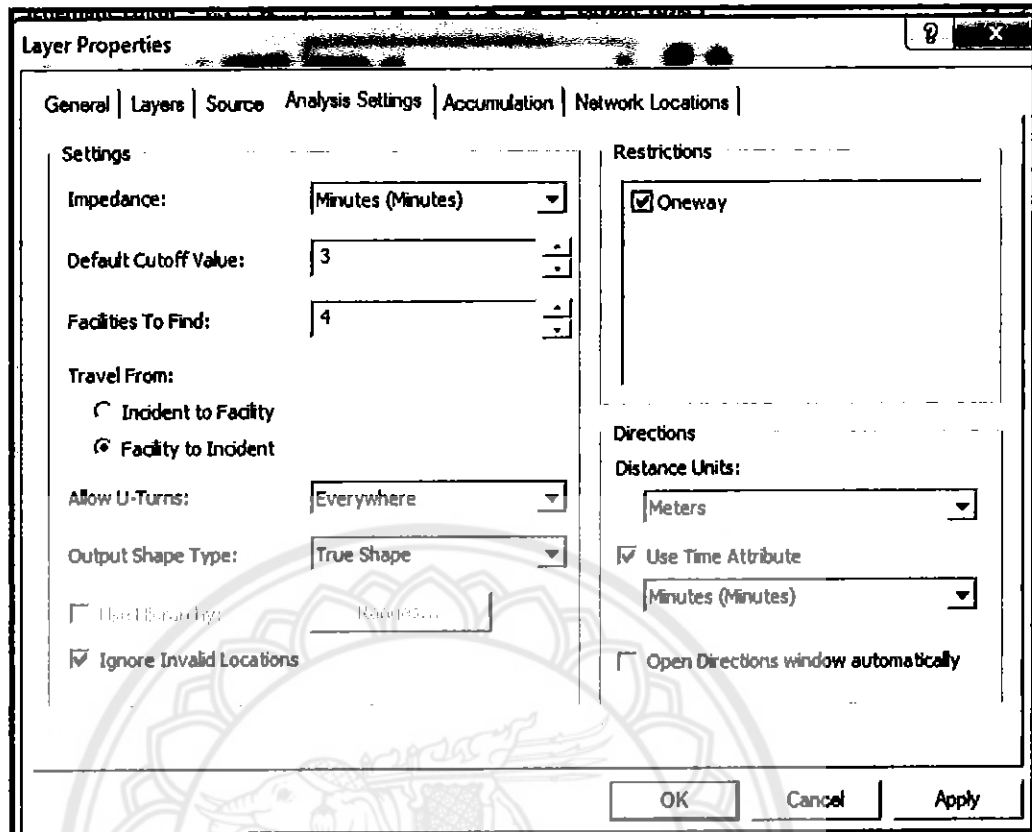 Layer Properties
General
Layers
Source
Analysis Settings
Accumulation
Network Locations
Settings
Impedance:
Minutes (Minutes)
Default Cutoff Value:
3
Facilities To Find:
4
Travel From:
Incident to Facility
Facility to Incident
Allow U-Turns:
Everywhere
Output Shape Type:
True Shape
Ignore Invalid Locations
Restrictions
Oneway
Directions
Distance Units:
Meters
Use Time Attribute
Minutes (Minutes)
Open Directions window automatically
OK
Cancel
Apply